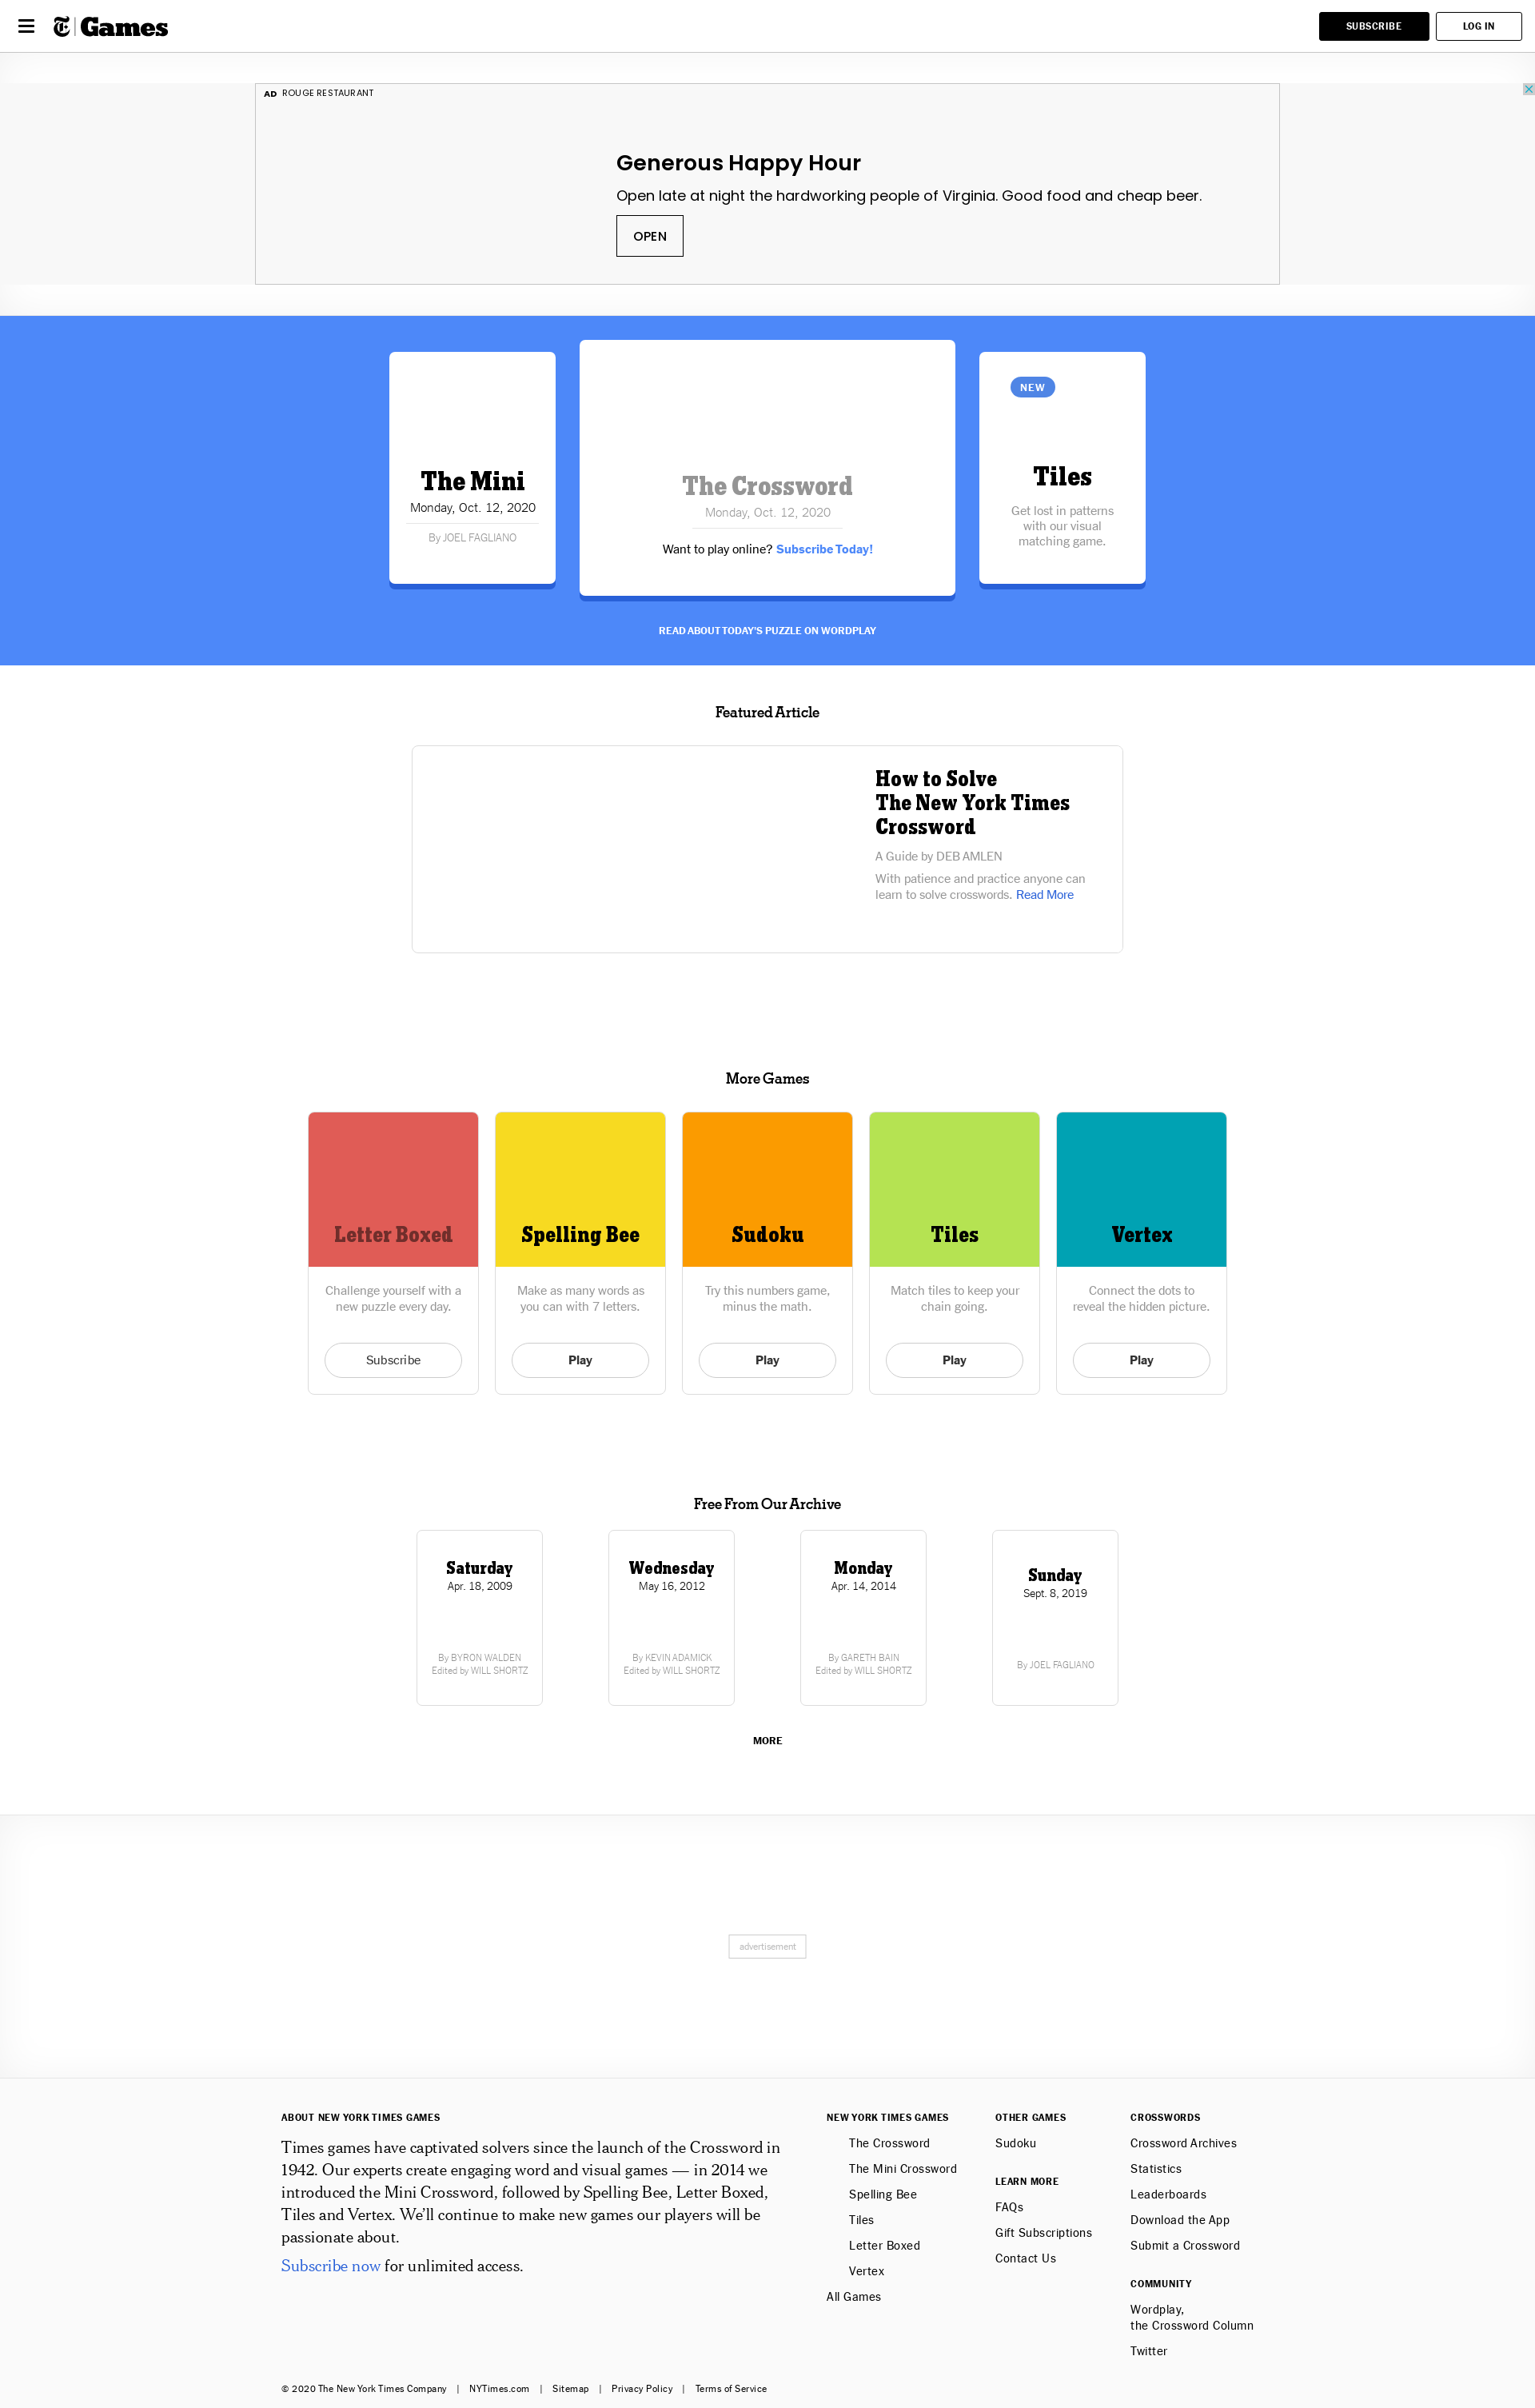 Games
SUBSCRIBE
LOG IN
AD ROUGE RESTAURANT
Generous Happy Hour
Open late at night the hardworking people of Virginia. Good food and cheap beer.
OPEN
The Mini
Monday, Oct. 12, 2020
By JOEL FAGLIANO
The Crossword
Monday, Oct. 12, 2020
Want to play online? Subscribe Today!
NEW
Tiles
Get lost in patterns
with our visual
matching game.
READ ABOUT TODAY'S PUZZLE ON WORDPLAY
Featured Article
How to Solve
The New York Times
Crossword
A Guide by DEB AMLEN
With patience and practice anyone can
learn to solve crosswords. Read More
More Games
Letter Boxed
Challenge yourself with a
new puzzle every day.
Subscribe
Spelling Bee
Make as many words as
you can with 7 letters.
Play
Sudoku
Try this numbers game,
minus the math.
Play
Tiles
Match tiles to keep your
chain going.
Play
Vertex
Connect the dots to
reveal the hidden picture.
Play
Free From Our Archive
Saturday
Apr. 18, 2009
By BYRON WALDEN
Edited by WILL SHORTZ
Wednesday
May 16, 2012
By KEVIN ADAMICK
Edited by WILL SHORTZ
Monday
Apr. 14, 2014
By GARETH BAIN
Edited by WILL SHORTZ
Sunday
Sept. 8, 2019
By JOEL FAGLIANO
MORE
advertisement
ABOUT NEW YORK TIMES GAMES
Times games have captivated solvers since the launch of the Crossword in
1942. Our experts create engaging word and visual games — in 2014 we
introduced the Mini Crossword, followed by Spelling Bee, Letter Boxed,
Tiles and Vertex. We’ll continue to make new games our players will be
passionate about.
Subscribe now for unlimited access.
NEW YORK TIMES GAMES
The Crossword
The Mini Crossword
Spelling Bee
Tiles
Letter Boxed
Vertex
All Games
OTHER GAMES
Sudoku
LEARN MORE
FAQs
Gift Subscriptions
Contact Us
CROSSWORDS
Crossword Archives
Statistics
Leaderboards
Download the App
Submit a Crossword
COMMUNITY
Wordplay,
the Crossword Column
Twitter
© 2020 The New York Times Company | NYTimes.com | Sitemap | Privacy Policy | Terms of Service